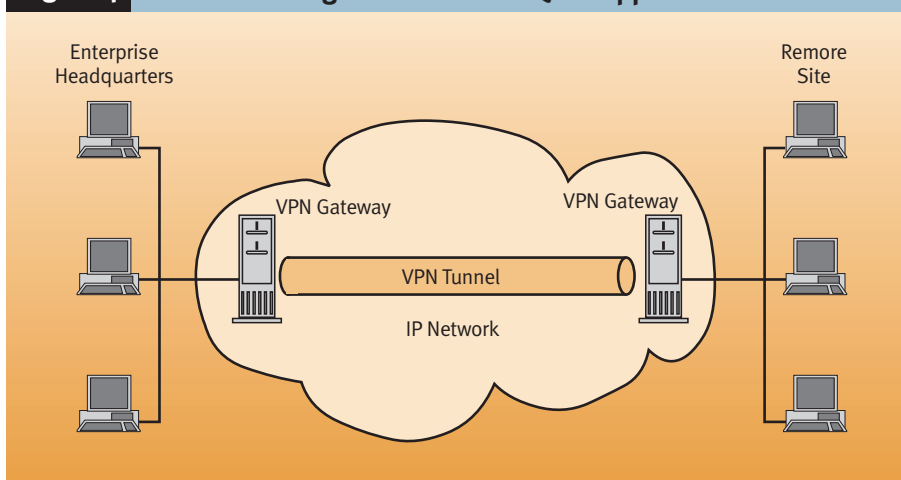 Enterprise
Headquarters
Remore
Site
VPN Gateway
VPN Gateway
VPN Tunnel
IP Network